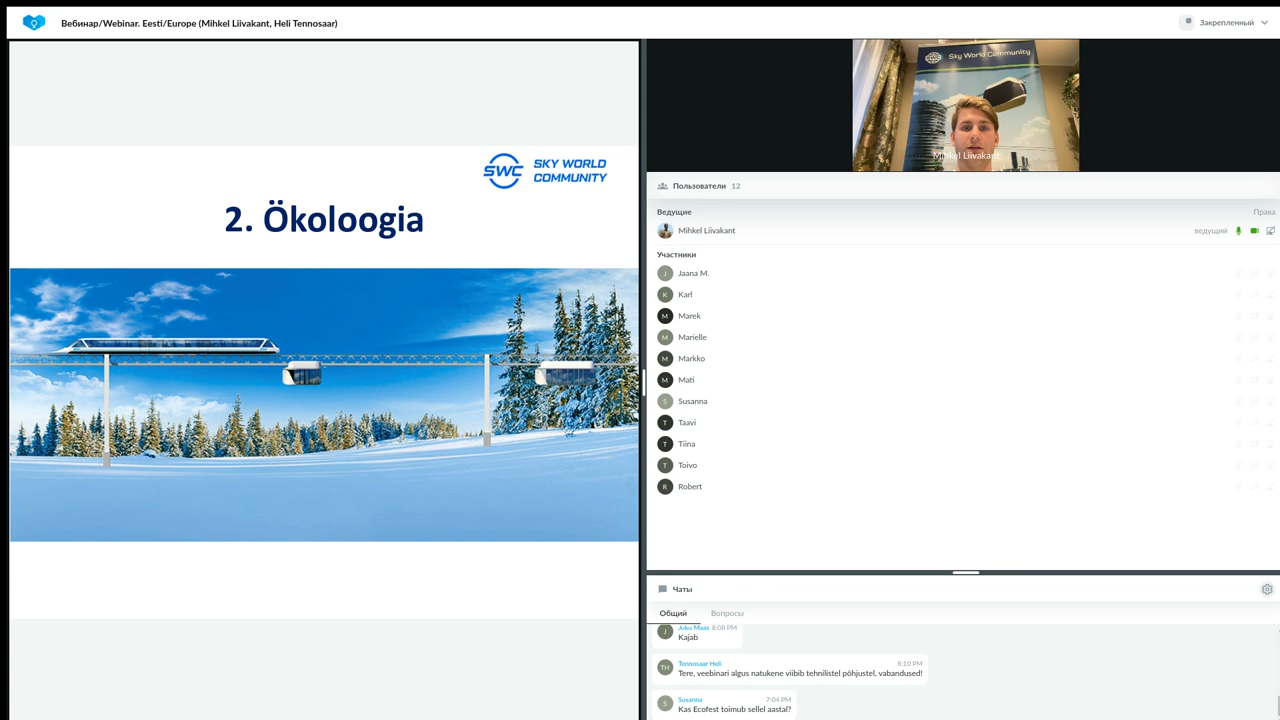 Вебинар/Webinar. Eesti/Europe (Mihkel Liivakant, Heli Tennosaar)
Закрепленный
SWC SKY WORLD
COMMUNITY
2. Ökoloogia
Sky World Community
Mihkel Liivakant
Пользователи 12
Ведущие Права
Mihkel Liivakant ведущий
Участники
J Jaana M.
K Karl
M Marek
M Marielle
M Markko
M Mati
S Susanna
T Taavi
T Tiina
T Toivo
R Robert
Чаты
Общий Вопросы
J Juku Maas 8:08 PM
Kajab
TH Tennosaar Heli 8:10 PM
Tere, veebinari algus natukene viibib tehnilistel põhjustel, vabandused!
S Susanna 7:04 PM
Kas Ecofest toimub sellel aastal?